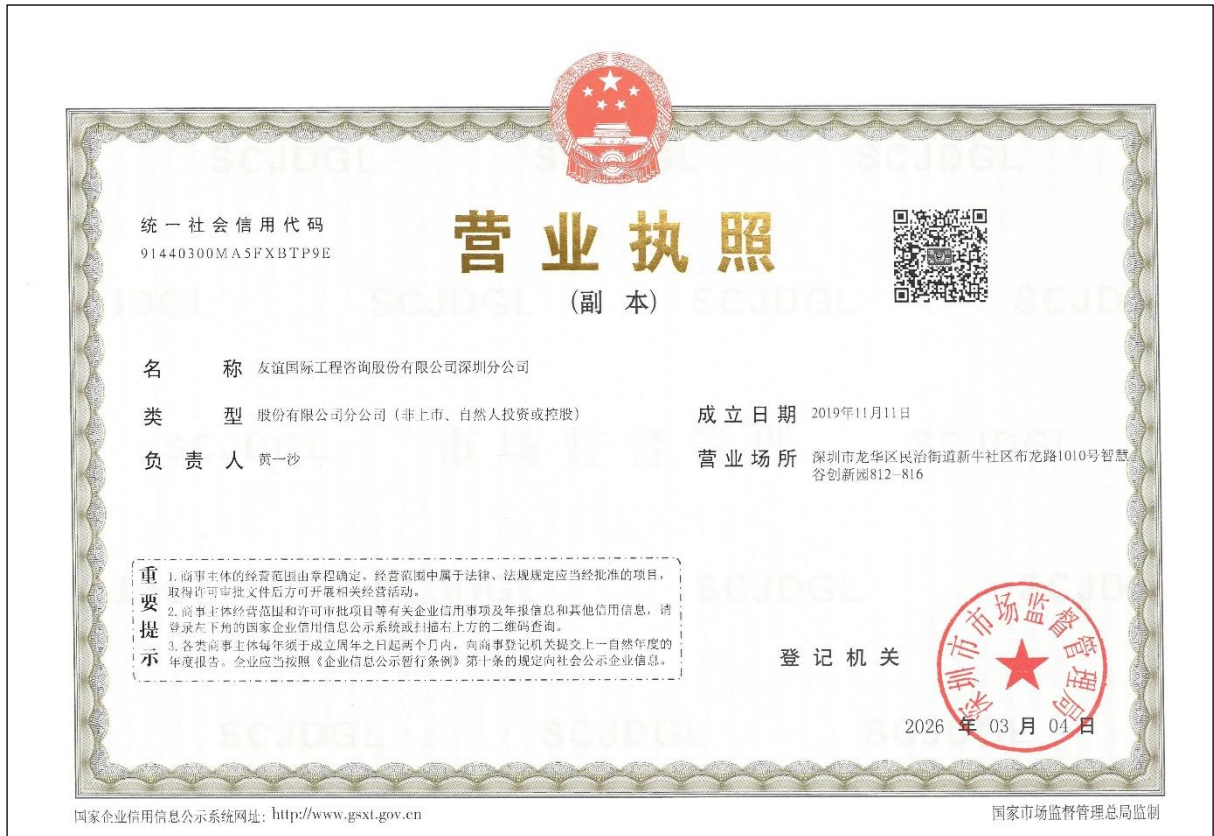 统一社会信用代码
91440300MA5FXBTP9E
营业执照
(副 本)
名 称 友谊国际工程咨询股份有限公司深圳分公司
类 型 股份有限公司分公司（非上市、自然人投资或控股）
负 责 人 黄一沙
成 立 日 期 2019年11月11日
营 业 场 所 深圳市龙华区民治街道新牛社区布龙路1010号智慧
谷创新园812-816
重要提示
1. 商事主体的经营范围由章程确定。经营范围中属于法律、法规规定应当经批准的项目，
取得许可审批文件后方可开展相关经营活动。
2. 商事主体经营范围和许可审批项目等有关企业信用事项及年报信息和其他信用信息，请
登录左下角的国家企业信用信息公示系统或扫描右上方的二维码查询。
3. 各类商事主体每年须于成立周年之日起两个月内，向商事登记机关提交上一自然年度的
年度报告。企业应当按照《企业信息公示暂行条例》第十条的规定向社会公示企业信息。
登 记 机 关
深圳市市场监督管理局
2026 年 03 月 04 日
国家企业信用信息公示系统网址：http://www.gsxt.gov.cn
国家市场监督管理总局监制
SCJDGL